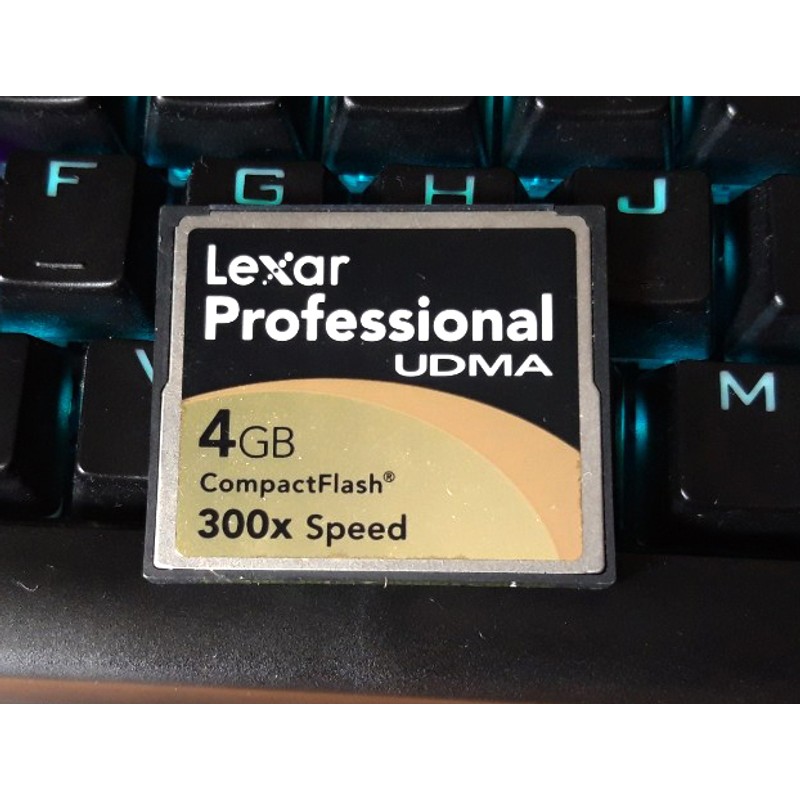 F G H J
Lexar
Professional
UDMA
M
4GB
CompactFlash®
300x Speed